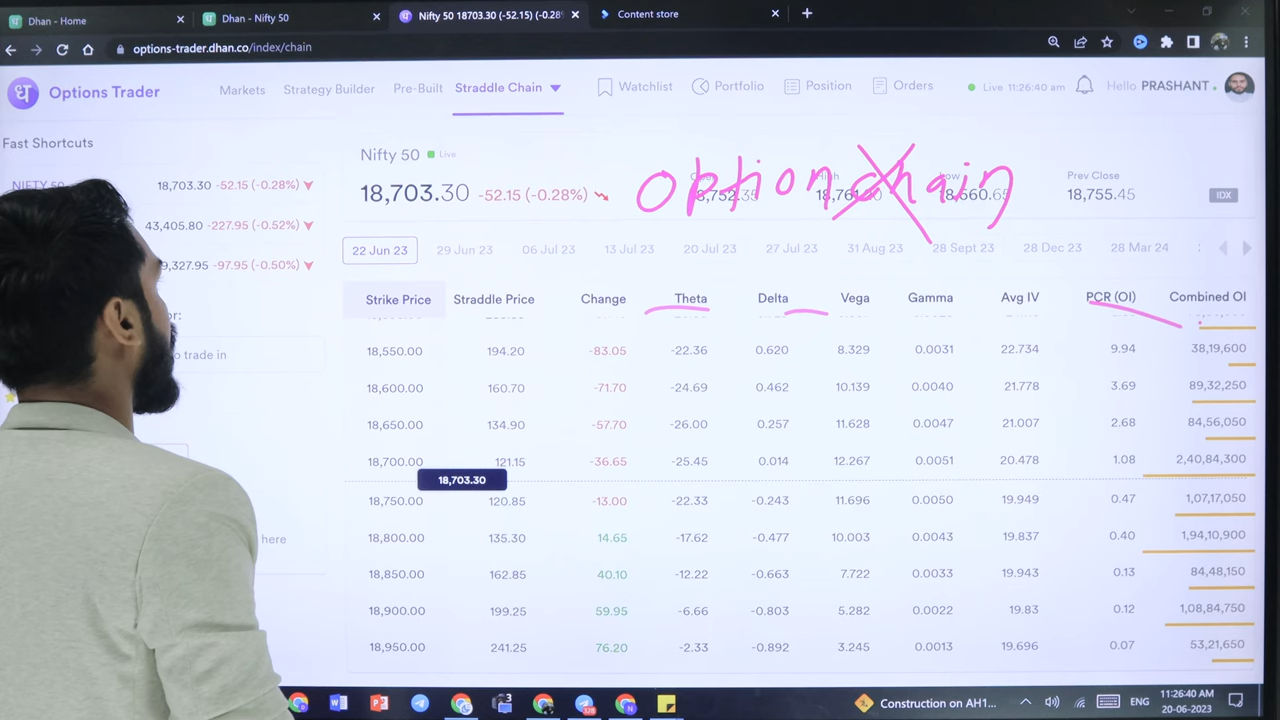 Dhan - Home
Dhan - Nifty 50
Nifty 50 18703.30 (-52.15) (-0.28%
Content store
options-trader.dhan.co/index/chain
ध Options Trader Markets Strategy Builder Pre-Built Straddle Chain Watchlist Portfolio Position Orders Live 11:26:40 am Hello PRASHANT
Fast Shortcuts
Nifty 50 Live
18,703.30 -52.15 (-0.28%)
High Low Prev Close
18,755.45 IDX
Option chain
NIFTY 50 18,703.30 -52.15 (-0.28%)
43,405.80 -227.95 (-0.52%)
9,327.95 -97.95 (-0.50%)
or:
o trade in
here
22 Jun 23 29 Jun 23 06 Jul 23 13 Jul 23 20 Jul 23 27 Jul 23 31 Aug 23 28 Sept 23 28 Dec 23 28 Mar 24
Strike Price Straddle Price Change Theta Delta Vega Gamma Avg IV PCR (OI) Combined OI
18,550.00 194.20 -83.05 -22.36 0.620 8.329 0.0031 22.734 9.94 38,19,600
18,600.00 160.70 -71.70 -24.69 0.462 10.139 0.0040 21.778 3.69 89,32,250
18,650.00 134.90 -57.70 -26.00 0.257 11.628 0.0047 21.007 2.68 84,56,050
18,700.00 121.15 -36.65 -25.45 0.014 12.267 0.0051 20.478 1.08 2,40,84,300
18,703.30
18,750.00 120.85 -13.00 -22.33 -0.243 11.696 0.0050 19.949 0.47 1,07,17,050
18,800.00 135.30 14.65 -17.62 -0.477 10.003 0.0043 19.837 0.40 1,94,10,900
18,850.00 162.85 40.10 -12.22 -0.663 7.722 0.0033 19.943 0.13 84,48,150
18,900.00 199.25 59.95 -6.66 -0.803 5.282 0.0022 19.83 0.12 1,08,84,750
18,950.00 241.25 76.20 -2.33 -0.892 3.245 0.0013 19.696 0.07 53,21,650
Construction on AH1... ENG 11:26:40 AM
20-06-2023